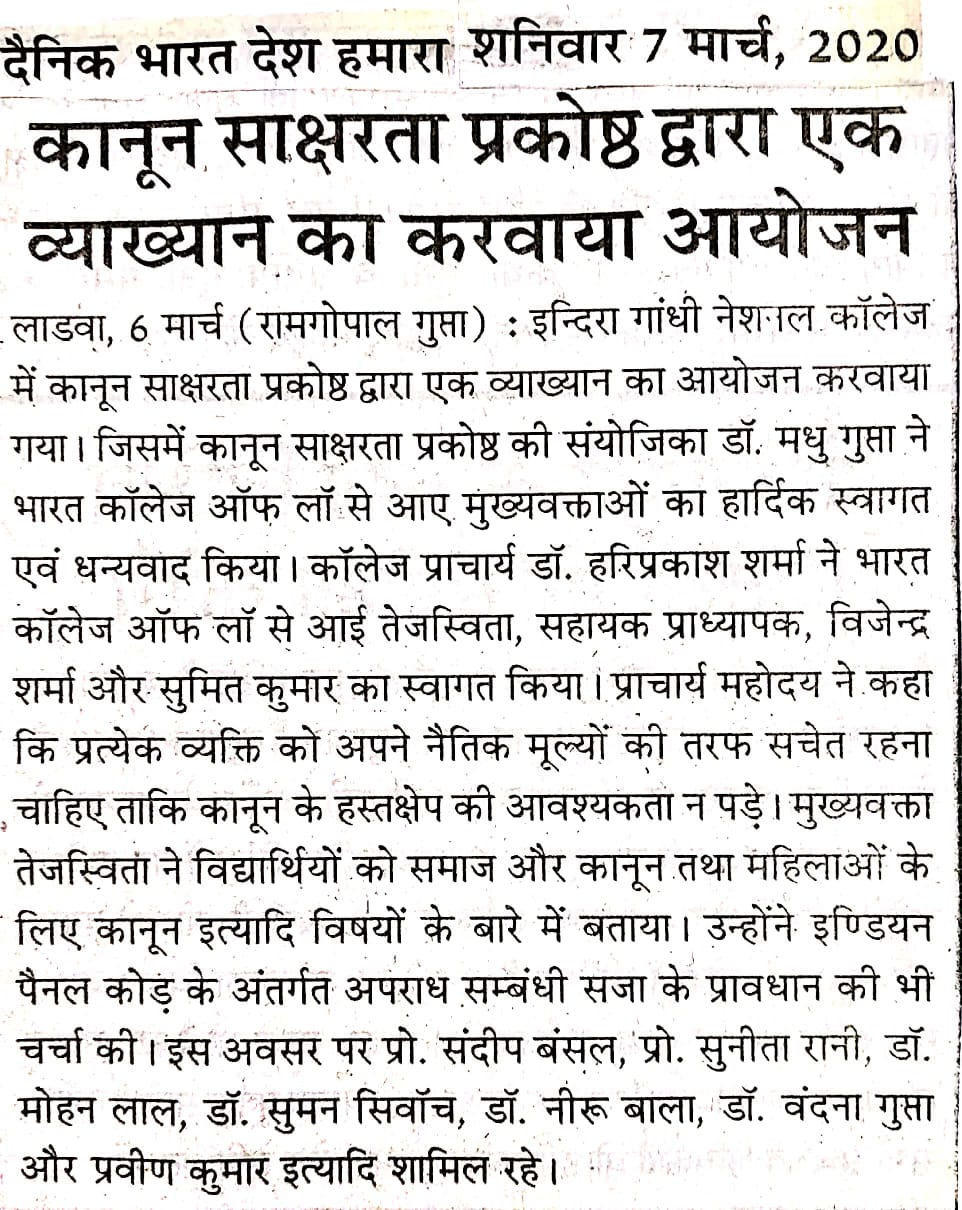 दैनिक भारत देश हमारा शनिवार 7 मार्च, 2020
कानून साक्षरता प्रकोष्ठ द्वारा एक
व्याख्यान का करवाया आयोजन
लाडवा, 6 मार्च (रामगोपाल गुप्ता) : इन्दिरा गांधी नेशनल कॉलेज
में कानून साक्षरता प्रकोष्ठ द्वारा एक व्याख्यान का आयोजन करवाया
गया। जिसमें कानून साक्षरता प्रकोष्ठ की संयोजिका डॉ. मधु गुप्ता ने
भारत कॉलेज ऑफ लॉ से आए मुख्यवक्ताओं का हार्दिक स्वागत
एवं धन्यवाद किया। कॉलेज प्राचार्य डॉ. हरिप्रकाश शर्मा ने भारत
कॉलेज ऑफ लॉ से आई तेजस्विता, सहायक प्राध्यापक, विजेन्द्र
शर्मा और सुमित कुमार का स्वागत किया। प्राचार्य महोदय ने कहा
कि प्रत्येक व्यक्ति को अपने नैतिक मूल्यों की तरफ सचेत रहना
चाहिए ताकि कानून के हस्तक्षेप की आवश्यकता न पड़े। मुख्यवक्ता
तेजस्विता ने विद्यार्थियों को समाज और कानून तथा महिलाओं के
लिए कानून इत्यादि विषयों के बारे में बताया। उन्होंने इण्डियन
पैनल कोड़ के अंतर्गत अपराध सम्बंधी सजा के प्रावधान की भी
चर्चा की। इस अवसर पर प्रो. संदीप बंसल, प्रो. सुनीता रानी, डॉ.
मोहन लाल, डॉ. सुमन सिवॉच, डॉ. नीरू बाला, डॉ. वंदना गुप्ता
और प्रवीण कुमार इत्यादि शामिल रहे।